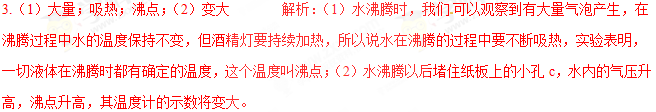 3.（1）大量；吸热；沸点；（2）变大 解析：（1）水沸腾时，我们可以观察到有大量气泡产生，在
沸腾过程中水的温度保持不变，但酒精灯要持续加热，所以说水在沸腾的过程中要不断吸热，实验表明，
一切液体在沸腾时都有确定的温度，这个温度叫沸点；（2）水沸腾以后堵住纸板上的小孔 c，水内的气压升
高，沸点升高，其温度计的示数将变大。